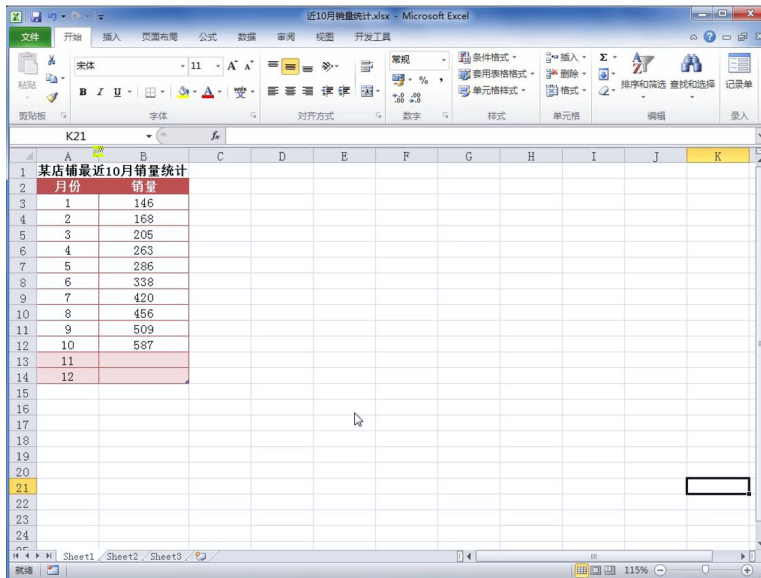 近10月销量统计.xlsx - Microsoft Excel
文件 开始 插入 页面布局 公式 数据 审阅 视图 开发工具
宋体 11 常规 条件格式 插入 Σ
粘贴 套用表格格式 删除 排序和筛选 查找和选择 记录单
B I U A 单元格样式 格式
剪贴板 字体 对齐方式 数字 样式 单元格 编辑 录入
K21 fx
A B C D E F G H I J K
1 某店铺最近10月销量统计
2 月份 销量
3 1 146
4 2 168
5 3 205
6 4 263
7 5 286
8 6 338
9 7 420
10 8 456
11 9 509
12 10 587
13 11
14 12
15
16
17
18
19
20
21
22
23
24
Sheet1 Sheet2 Sheet3
就绪 115%